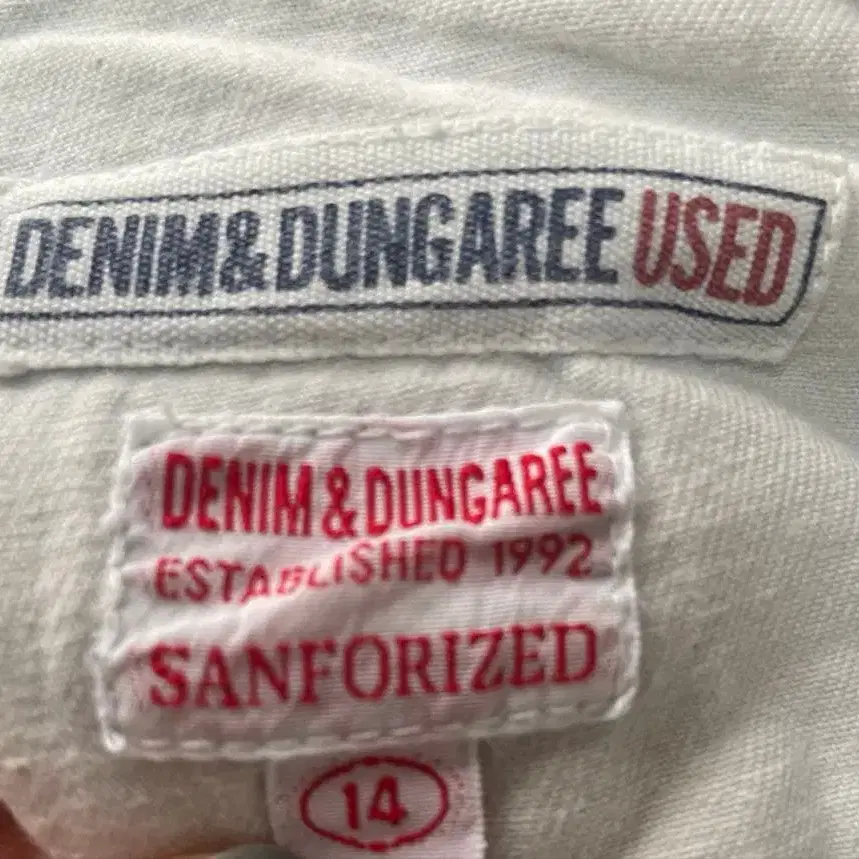 DENIM&DUNGAREE USED
DENIM & DUNGAREE
ESTABLISHED 1992
SANFORIZED
14